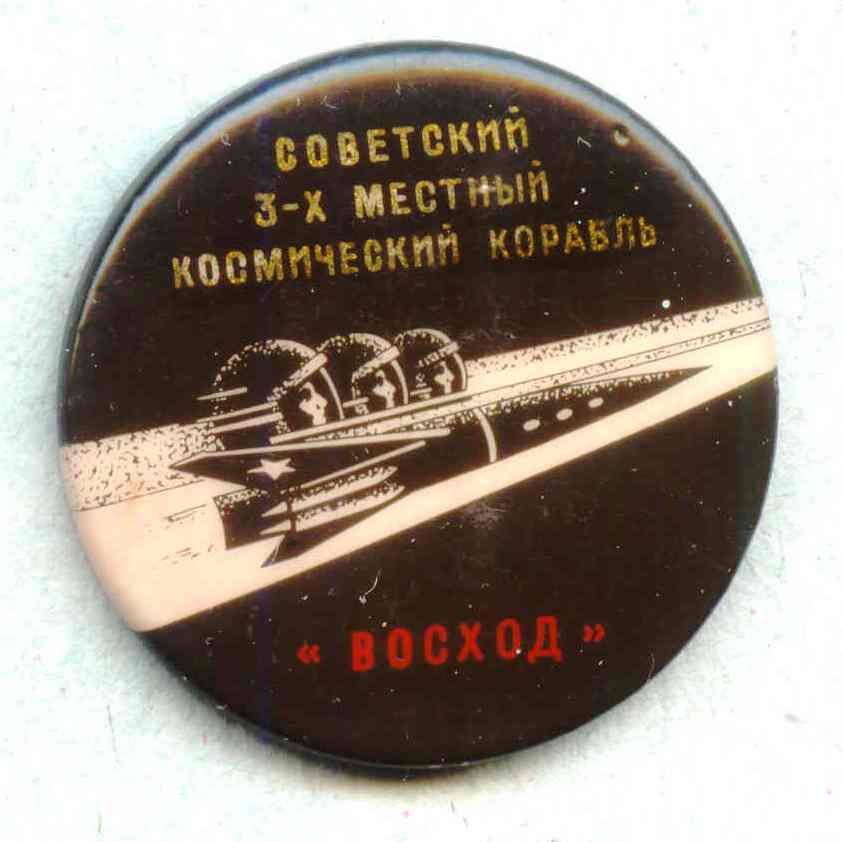 СОВЕТСКИЙ
3-Х МЕСТНЫЙ
КОСМИЧЕСКИЙ КОРАБЛЬ
« ВОСХОД »